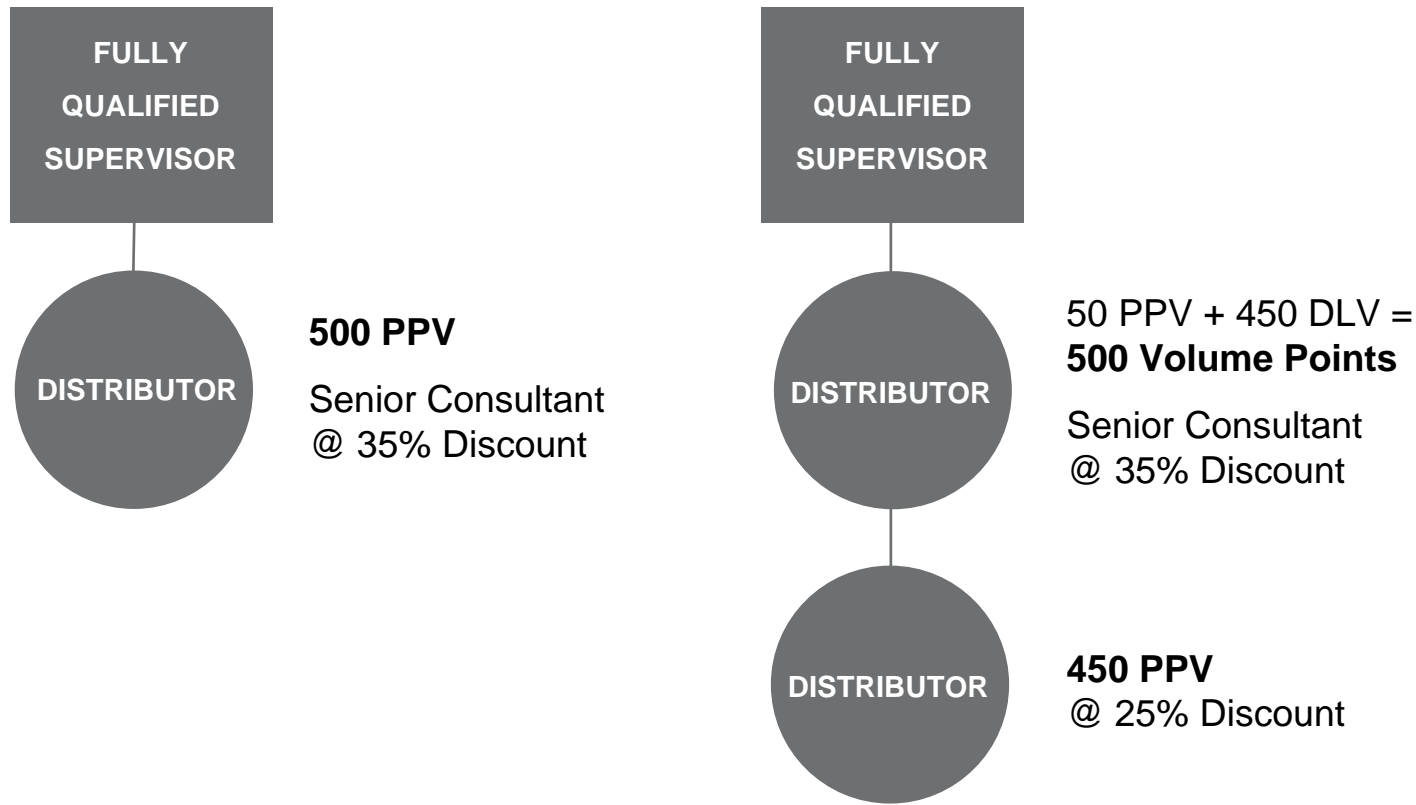 FULLY
QUALIFIED
SUPERVISOR
DISTRIBUTOR
500 PPV
Senior Consultant
@ 35% Discount
FULLY
QUALIFIED
SUPERVISOR
DISTRIBUTOR
50 PPV + 450 DLV =
500 Volume Points
Senior Consultant
@ 35% Discount
DISTRIBUTOR
450 PPV
@ 25% Discount